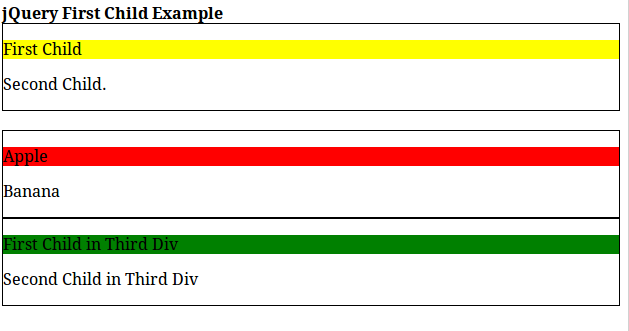 jQuery First Child Example
First Child
Second Child.
Apple
Banana
First Child in Third Div
Second Child in Third Div